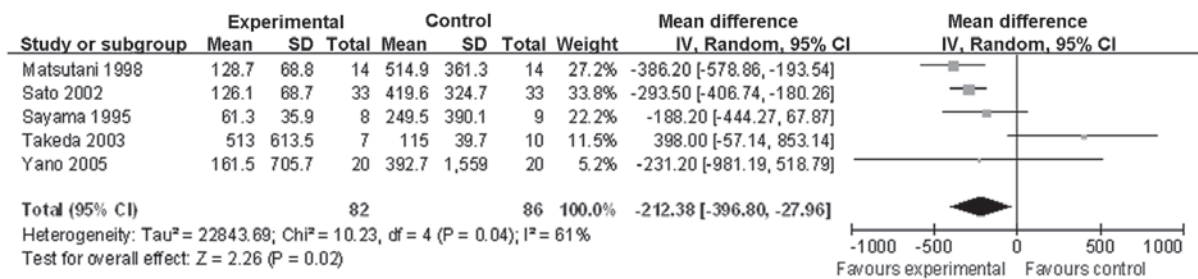 Experimental Control Mean difference Mean difference
Study or subgroup Mean SD Total Mean SD Total Weight IV, Random, 95% CI IV, Random, 95% CI
Matsutani 1998 128.7 68.8 14 514.9 361.3 14 27.2% -386.20 [-578.86, -193.54]
Sato 2002 126.1 68.7 33 419.6 324.7 33 33.8% -293.50 [-406.74, -180.26]
Sayama 1995 61.3 35.9 8 249.5 390.1 9 22.2% -188.20 [-444.27, 67.87]
Takeda 2003 513 613.5 7 115 39.7 10 11.5% 398.00 [-57.14, 853.14]
Yano 2005 161.5 705.7 20 392.7 1,559 20 5.2% -231.20 [-981.19, 518.79]
Total (95% CI) 82 86 100.0% -212.38 [-396.80, -27.96]
Heterogeneity: Tau² = 22843.69; Chi² = 10.23, df = 4 (P = 0.04); I² = 61%
Test for overall effect: Z = 2.26 (P = 0.02)
-1000 -500 0 500 1000
Favours experimental Favours control